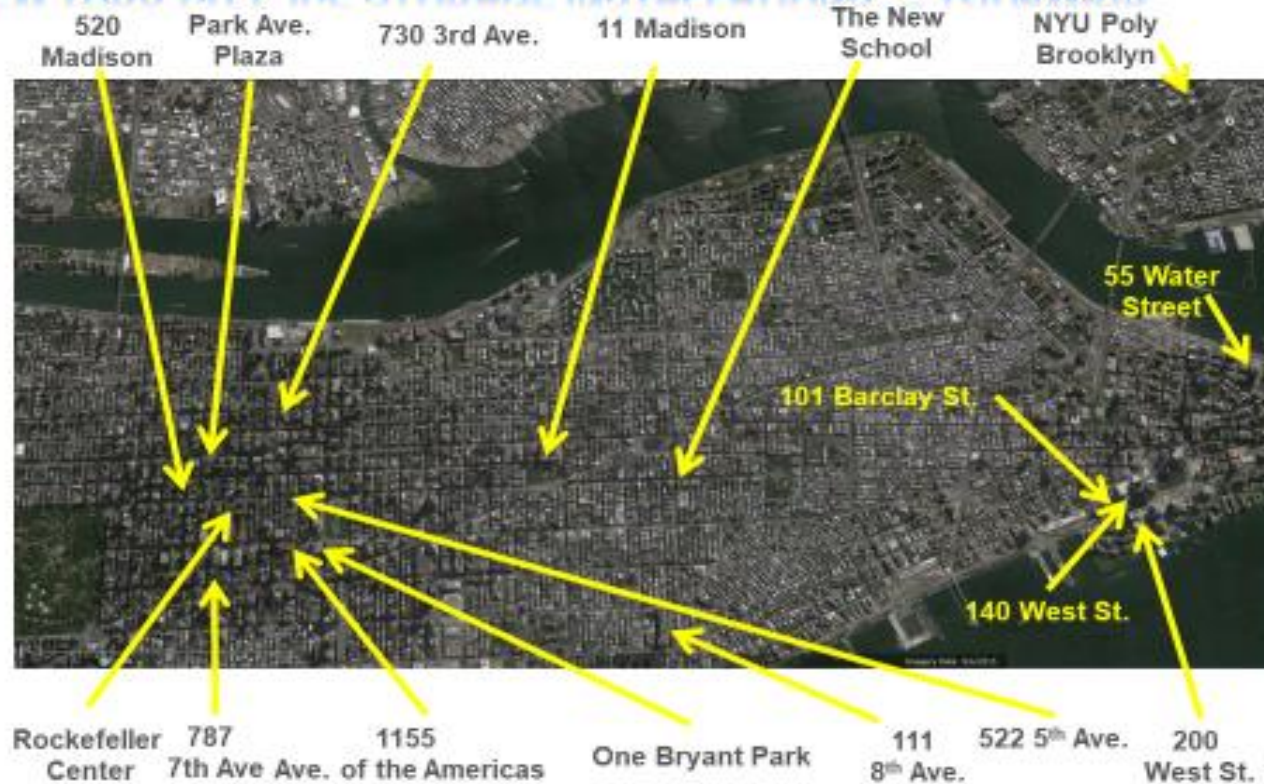 520
Madison
Park Ave.
Plaza
730 3rd Ave.
11 Madison
The New
School
NYU Poly
Brooklyn
55 Water
Street
101 Barclay St.
140 West St.
Rockefeller
Center
787
7th Ave
1155
Ave. of the Americas
One Bryant Park
111
8th Ave.
522 5th Ave.
200
West St.